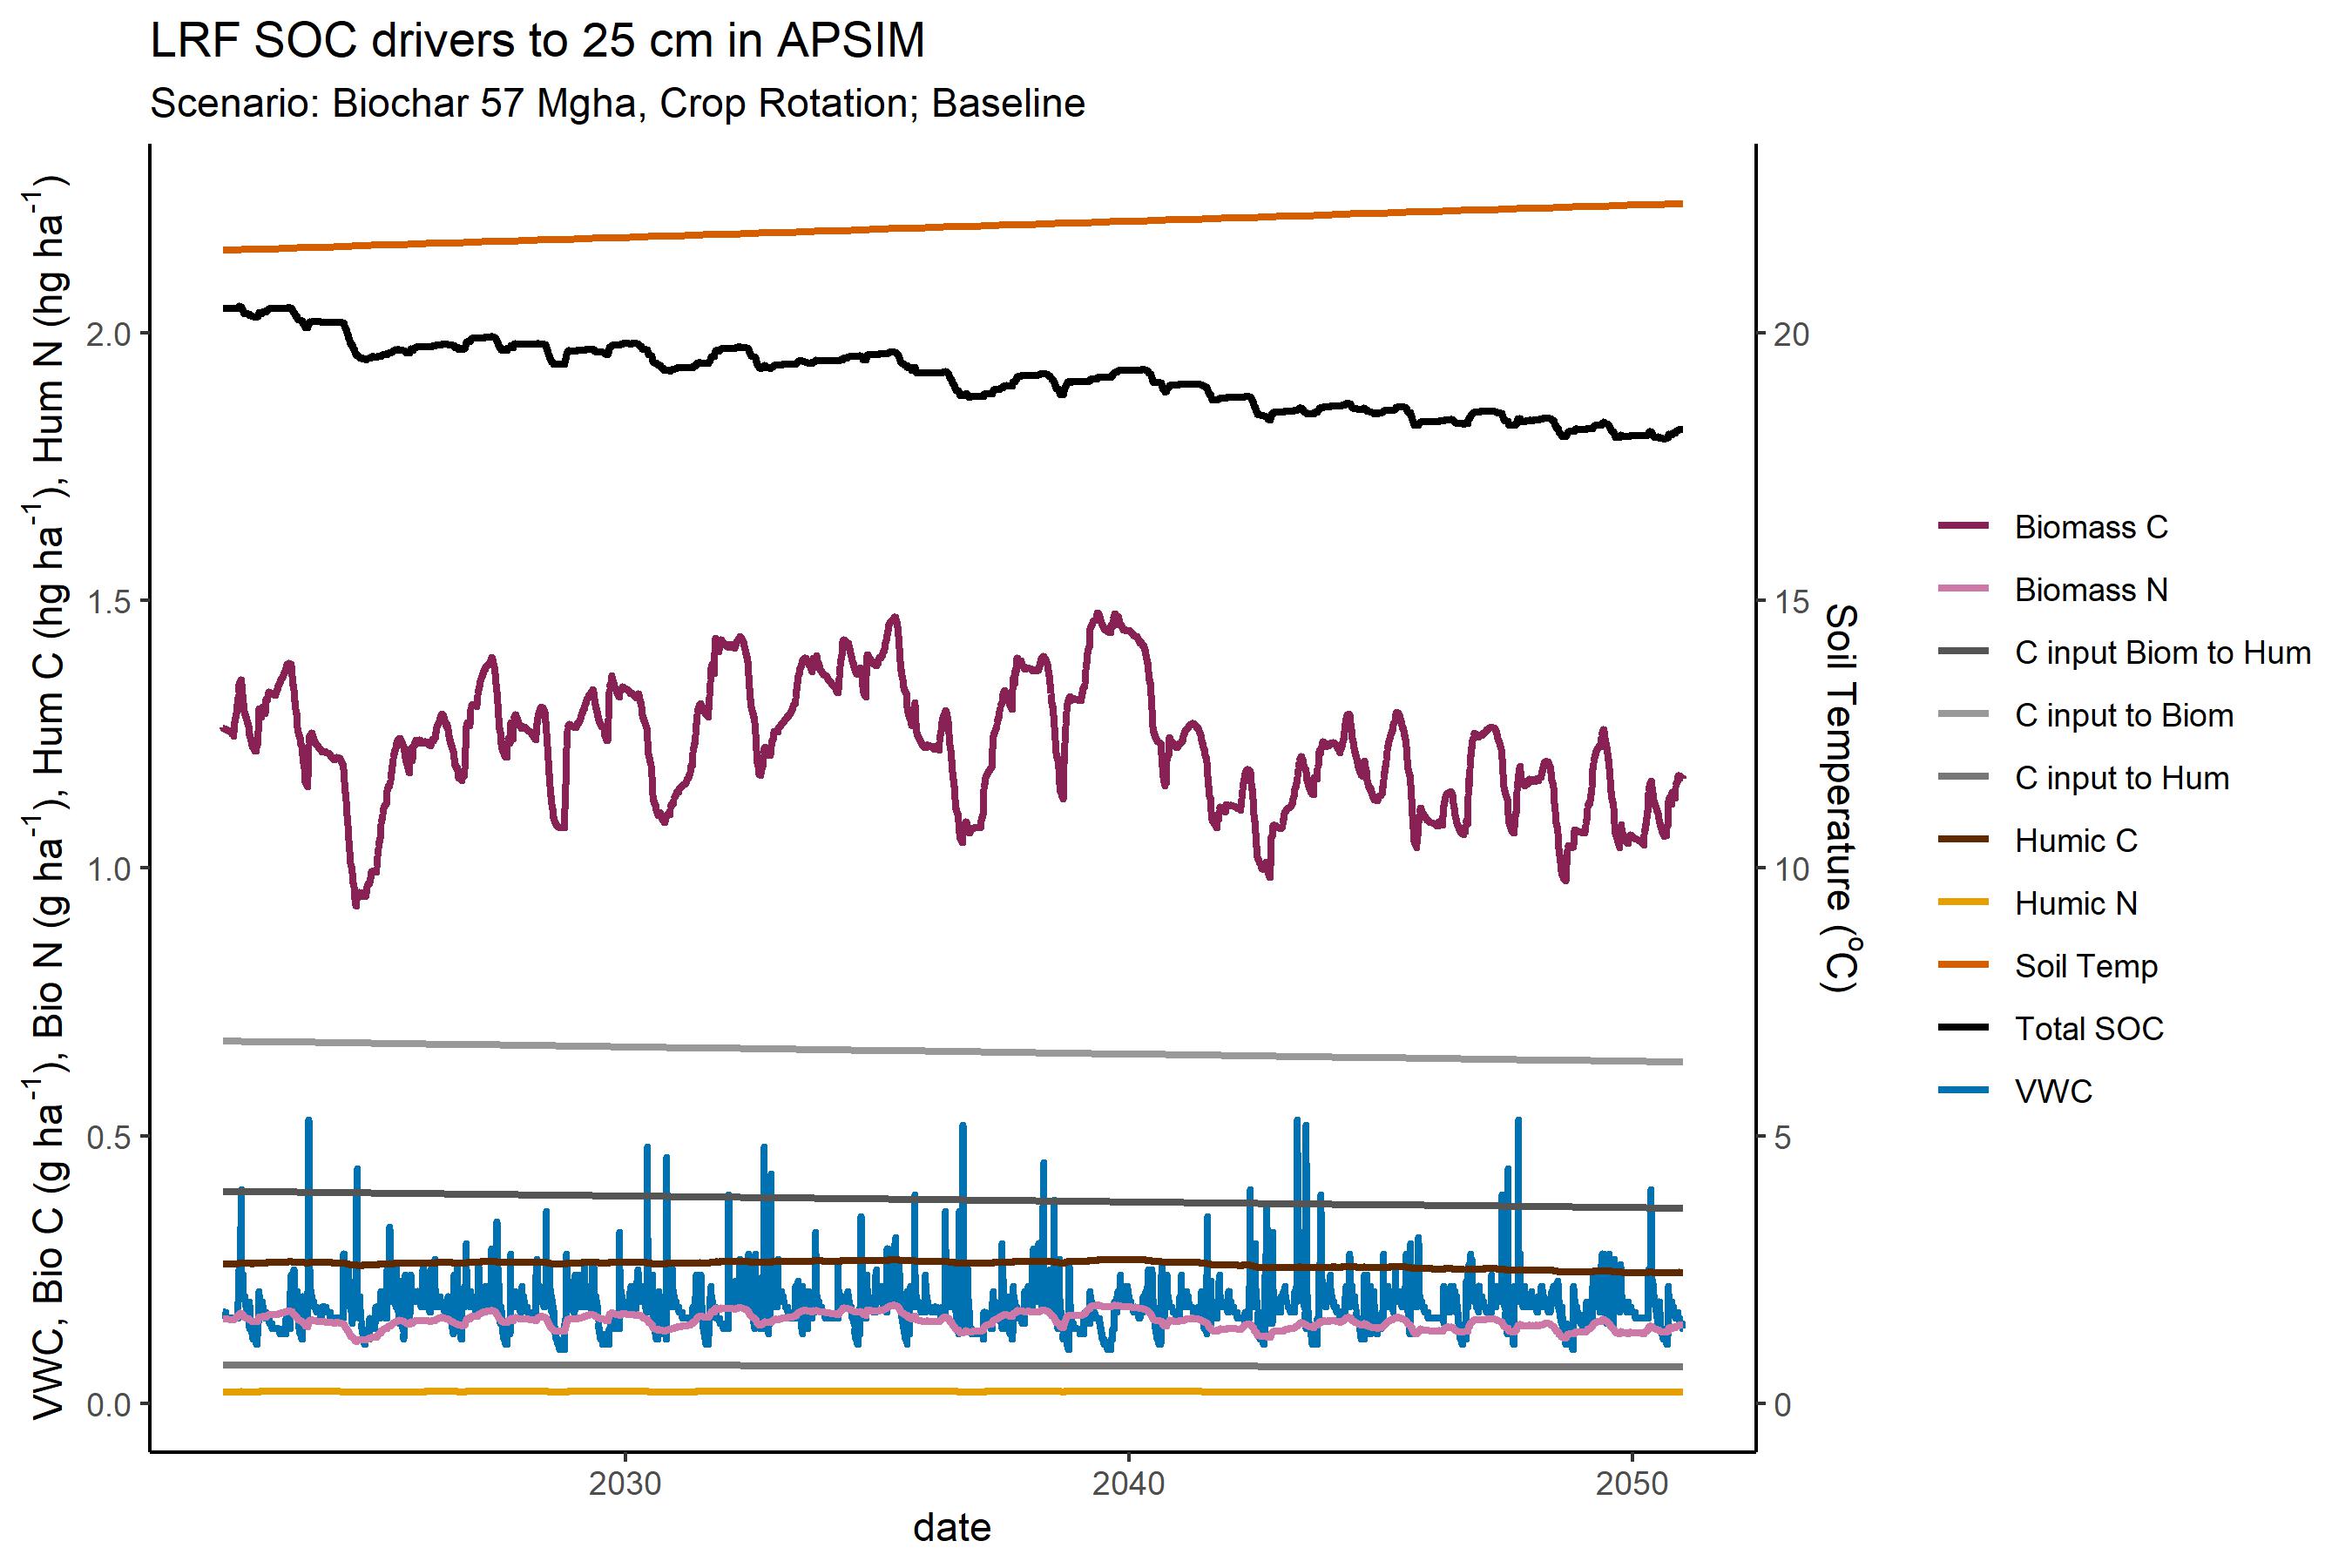 LRF SOC drivers to 25 cm in APSIM
Scenario: Biochar 57 Mgha, Crop Rotation; Baseline
VWC, Bio C (g ha⁻¹), Bio N (g ha⁻¹), Hum C (hg ha⁻¹), Hum N (hg ha⁻¹)
2.0
1.5
1.0
0.5
0.0
20
15
10
5
0
Soil Temperature (ºC)
2030
2040
2050
date
Biomass C
Biomass N
C input Biom to Hum
C input to Biom
C input to Hum
Humic C
Humic N
Soil Temp
Total SOC
VWC